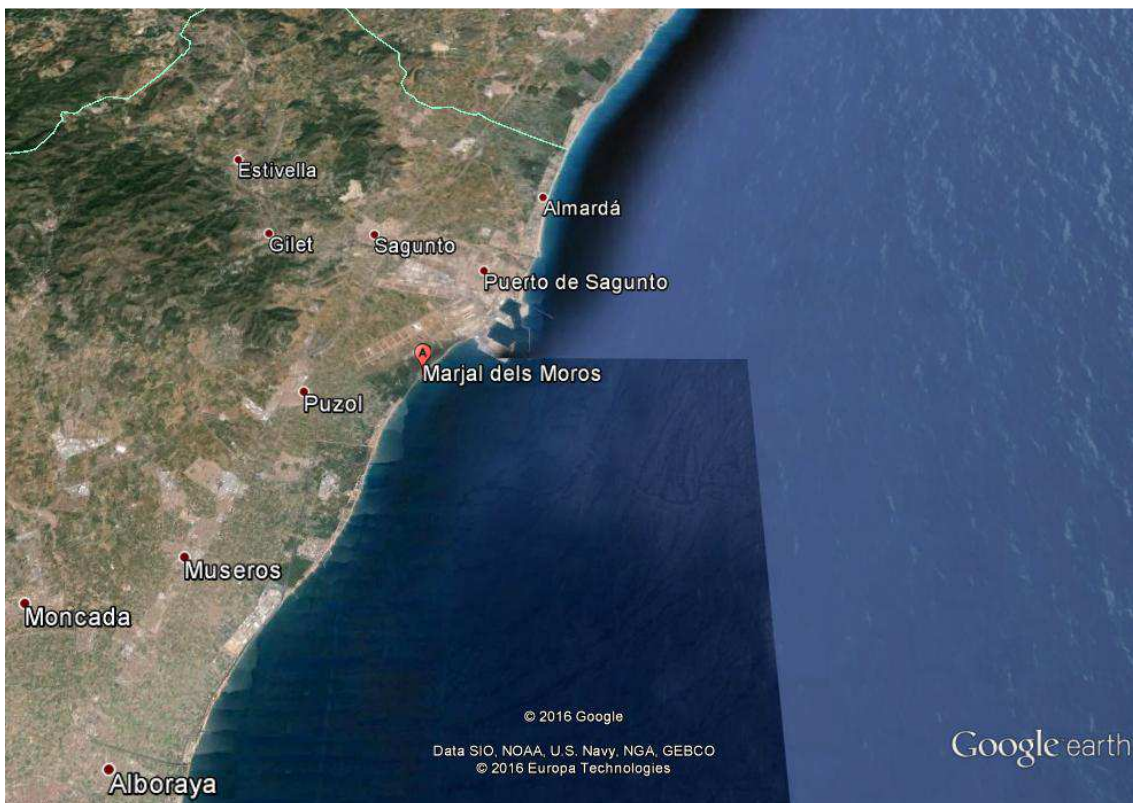 Estivella
Almardá
Gilet
Sagunto
Puerto de Sagunto
A
Marjal dels Moros
Puzol
Museros
Moncada
© 2016 Google
Data SIO, NOAA, U.S. Navy, NGA, GEBCO
© 2016 Europa Technologies
Google earth
Alboraya